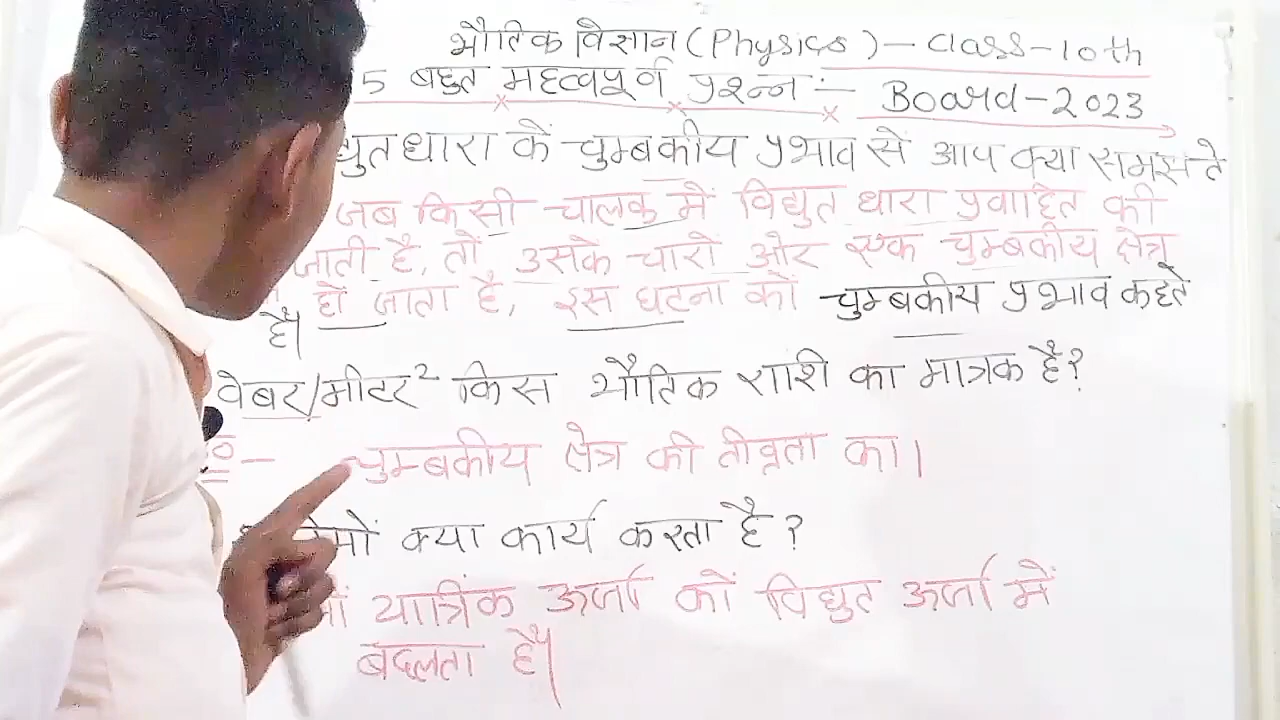 भौतिक विज्ञान (Physics) - Class-10th
5 बहुत महत्वपूर्ण प्रश्न :- Board-2023
द्युत धारा के चुम्बकीय प्रभाव से आप क्या समझते
जब किसी चालक में विद्युत धारा प्रवाहित की
जाती है, तो उसके चारों ओर एक चुम्बकीय क्षेत्र
हो जाता है, इस घटना को चुम्बकीय प्रभाव कहते
हैं।
वेबर/मीटर² किस भौतिक राशि का मात्रक है?
चुम्बकीय क्षेत्र की तीव्रता का।
क्या कार्य करता है?
यांत्रिक ऊर्जा को विद्युत ऊर्जा में
बदलता है।